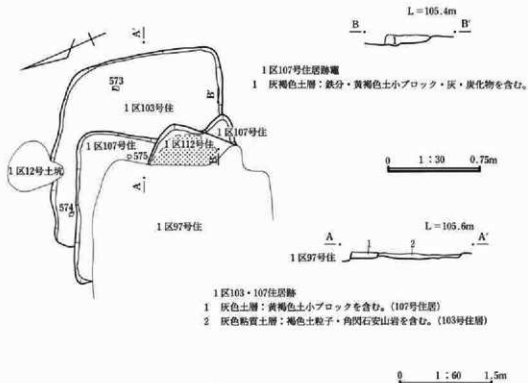 L＝105.4m
B B'
1区107号住居跡竈
1 灰褐色土層：鉄分・黄褐色土小ブロック・灰・炭化物を含む。
0 1：30 0.75m
A'
573
1区103号住
B'
1区107号住
1区112号住
1区107号住
575
B
1区12号土坑
574
A
1区97号住
L＝105.6m
A 1 2 A'
1区97号住
1区103・107住居跡
1 灰色土層：黄褐色土小ブロックを含む。(107号住居)
2 灰色粘質土層：褐色土粒子・角閃石安山岩を含む。(103号住居)
0 1：60 1.5m